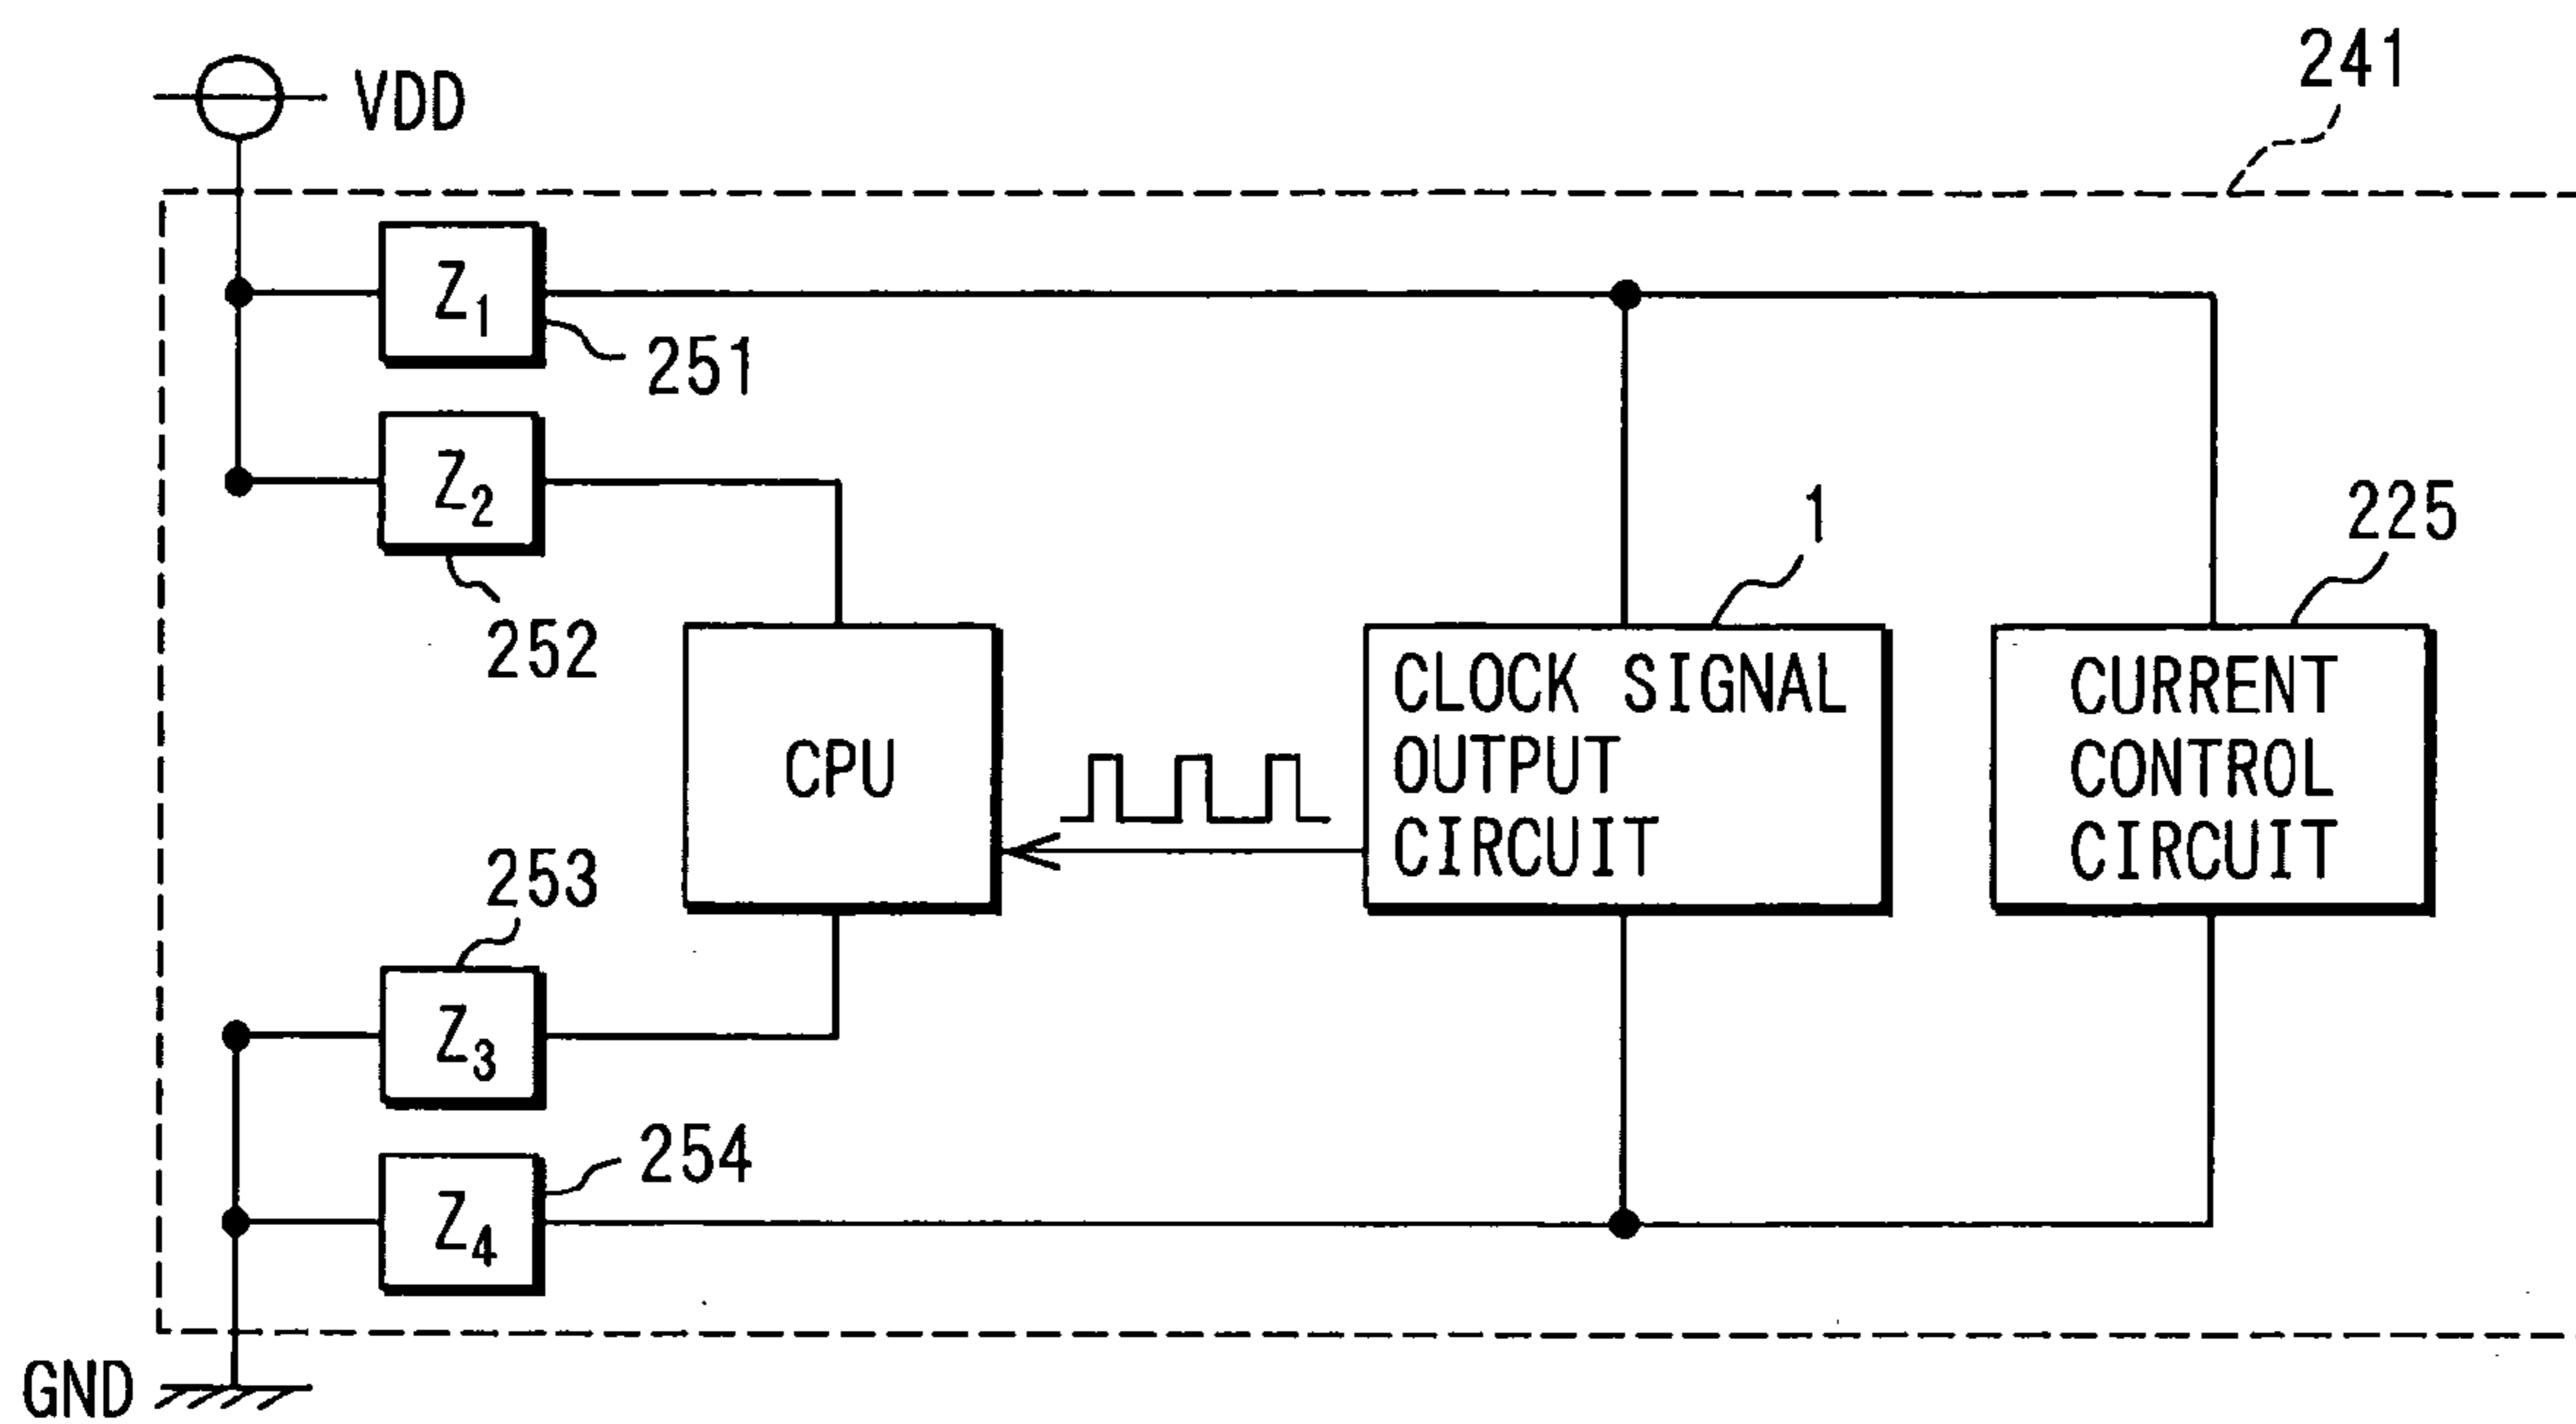 241
VDD
Z1
251
Z2
252
1
225
CPU
CLOCK SIGNAL
OUTPUT
CIRCUIT
CURRENT
CONTROL
CIRCUIT
253
Z3
254
Z4
GND